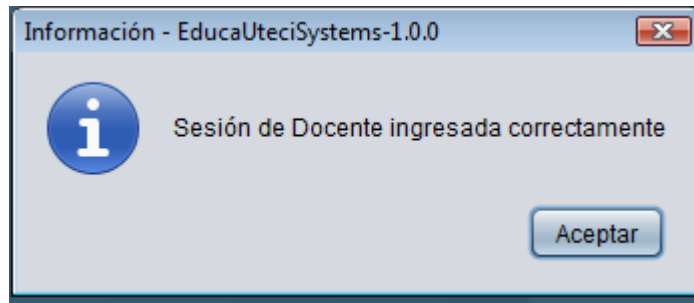 Información - EducaUteciSystems-1.0.0
Sesión de Docente ingresada correctamente
Aceptar